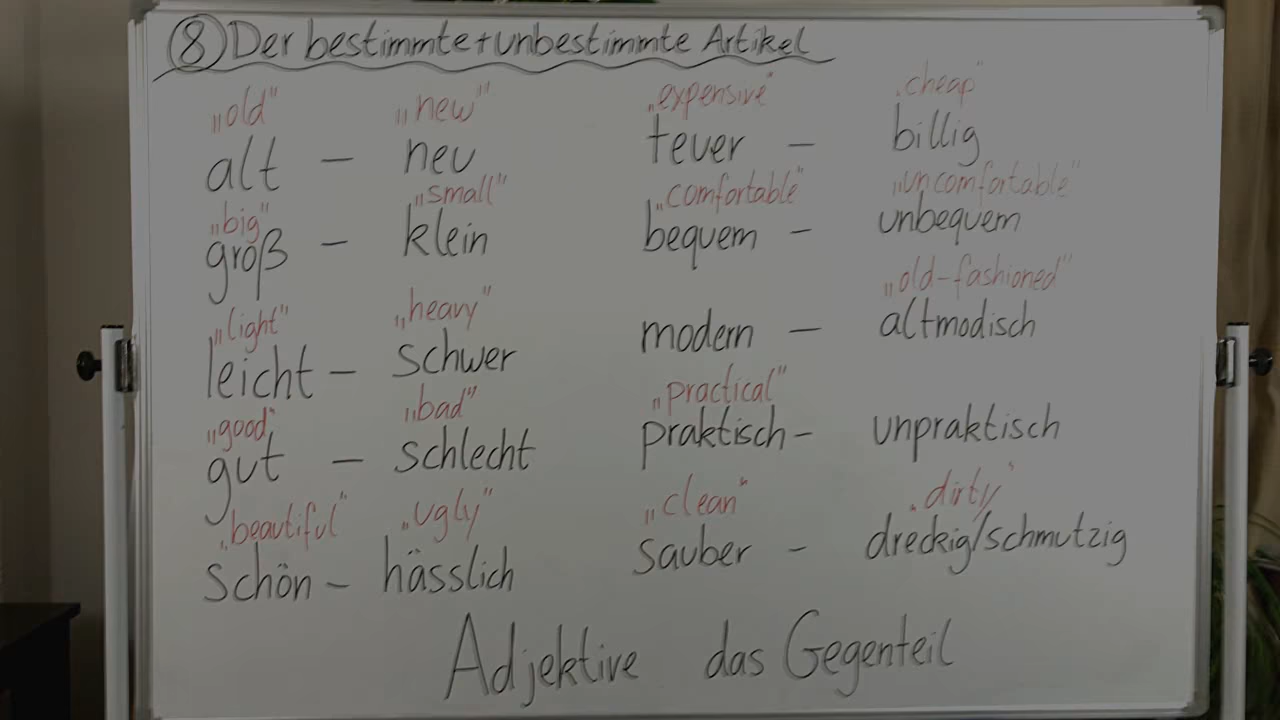 ⑧ Der bestimmte + unbestimmte Artikel
„old" „new"
alt – neu
„big" „small"
groß – klein
„light" „heavy"
leicht – schwer
„good" „bad"
gut – schlecht
„beautiful" „ugly"
schön – hässlich
„expensive" „cheap"
teuer – billig
„comfortable" „uncomfortable"
bequem – unbequem
„old-fashioned"
modern – altmodisch
„practical"
praktisch – unpraktisch
„clean" „dirty"
sauber – dreckig/schmutzig
Adjektive das Gegenteil